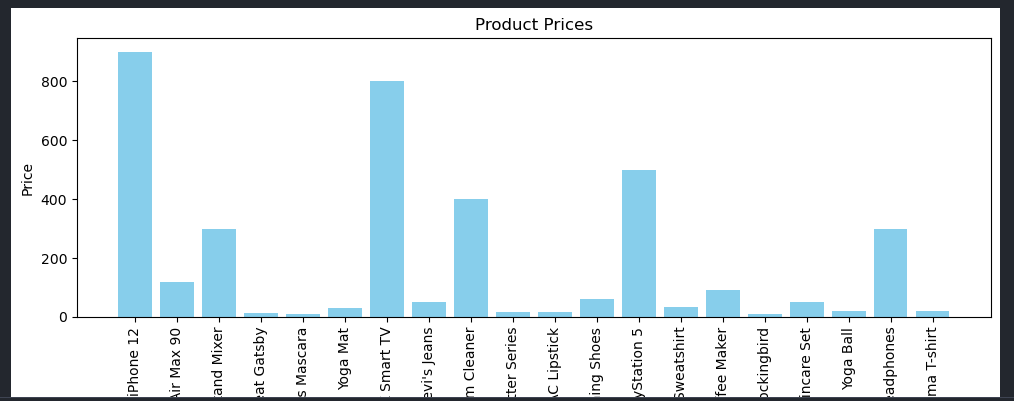 Product Prices
Price
800
600
400
200
0
iPhone 12
Air Max 90
and Mixer
eat Gatsby
s Mascara
Yoga Mat
Smart TV
evi's Jeans
m Cleaner
tter Series
AC Lipstick
ing Shoes
yStation 5
Sweatshirt
fee Maker
ockingbird
incare Set
Yoga Ball
eadphones
ma T-shirt